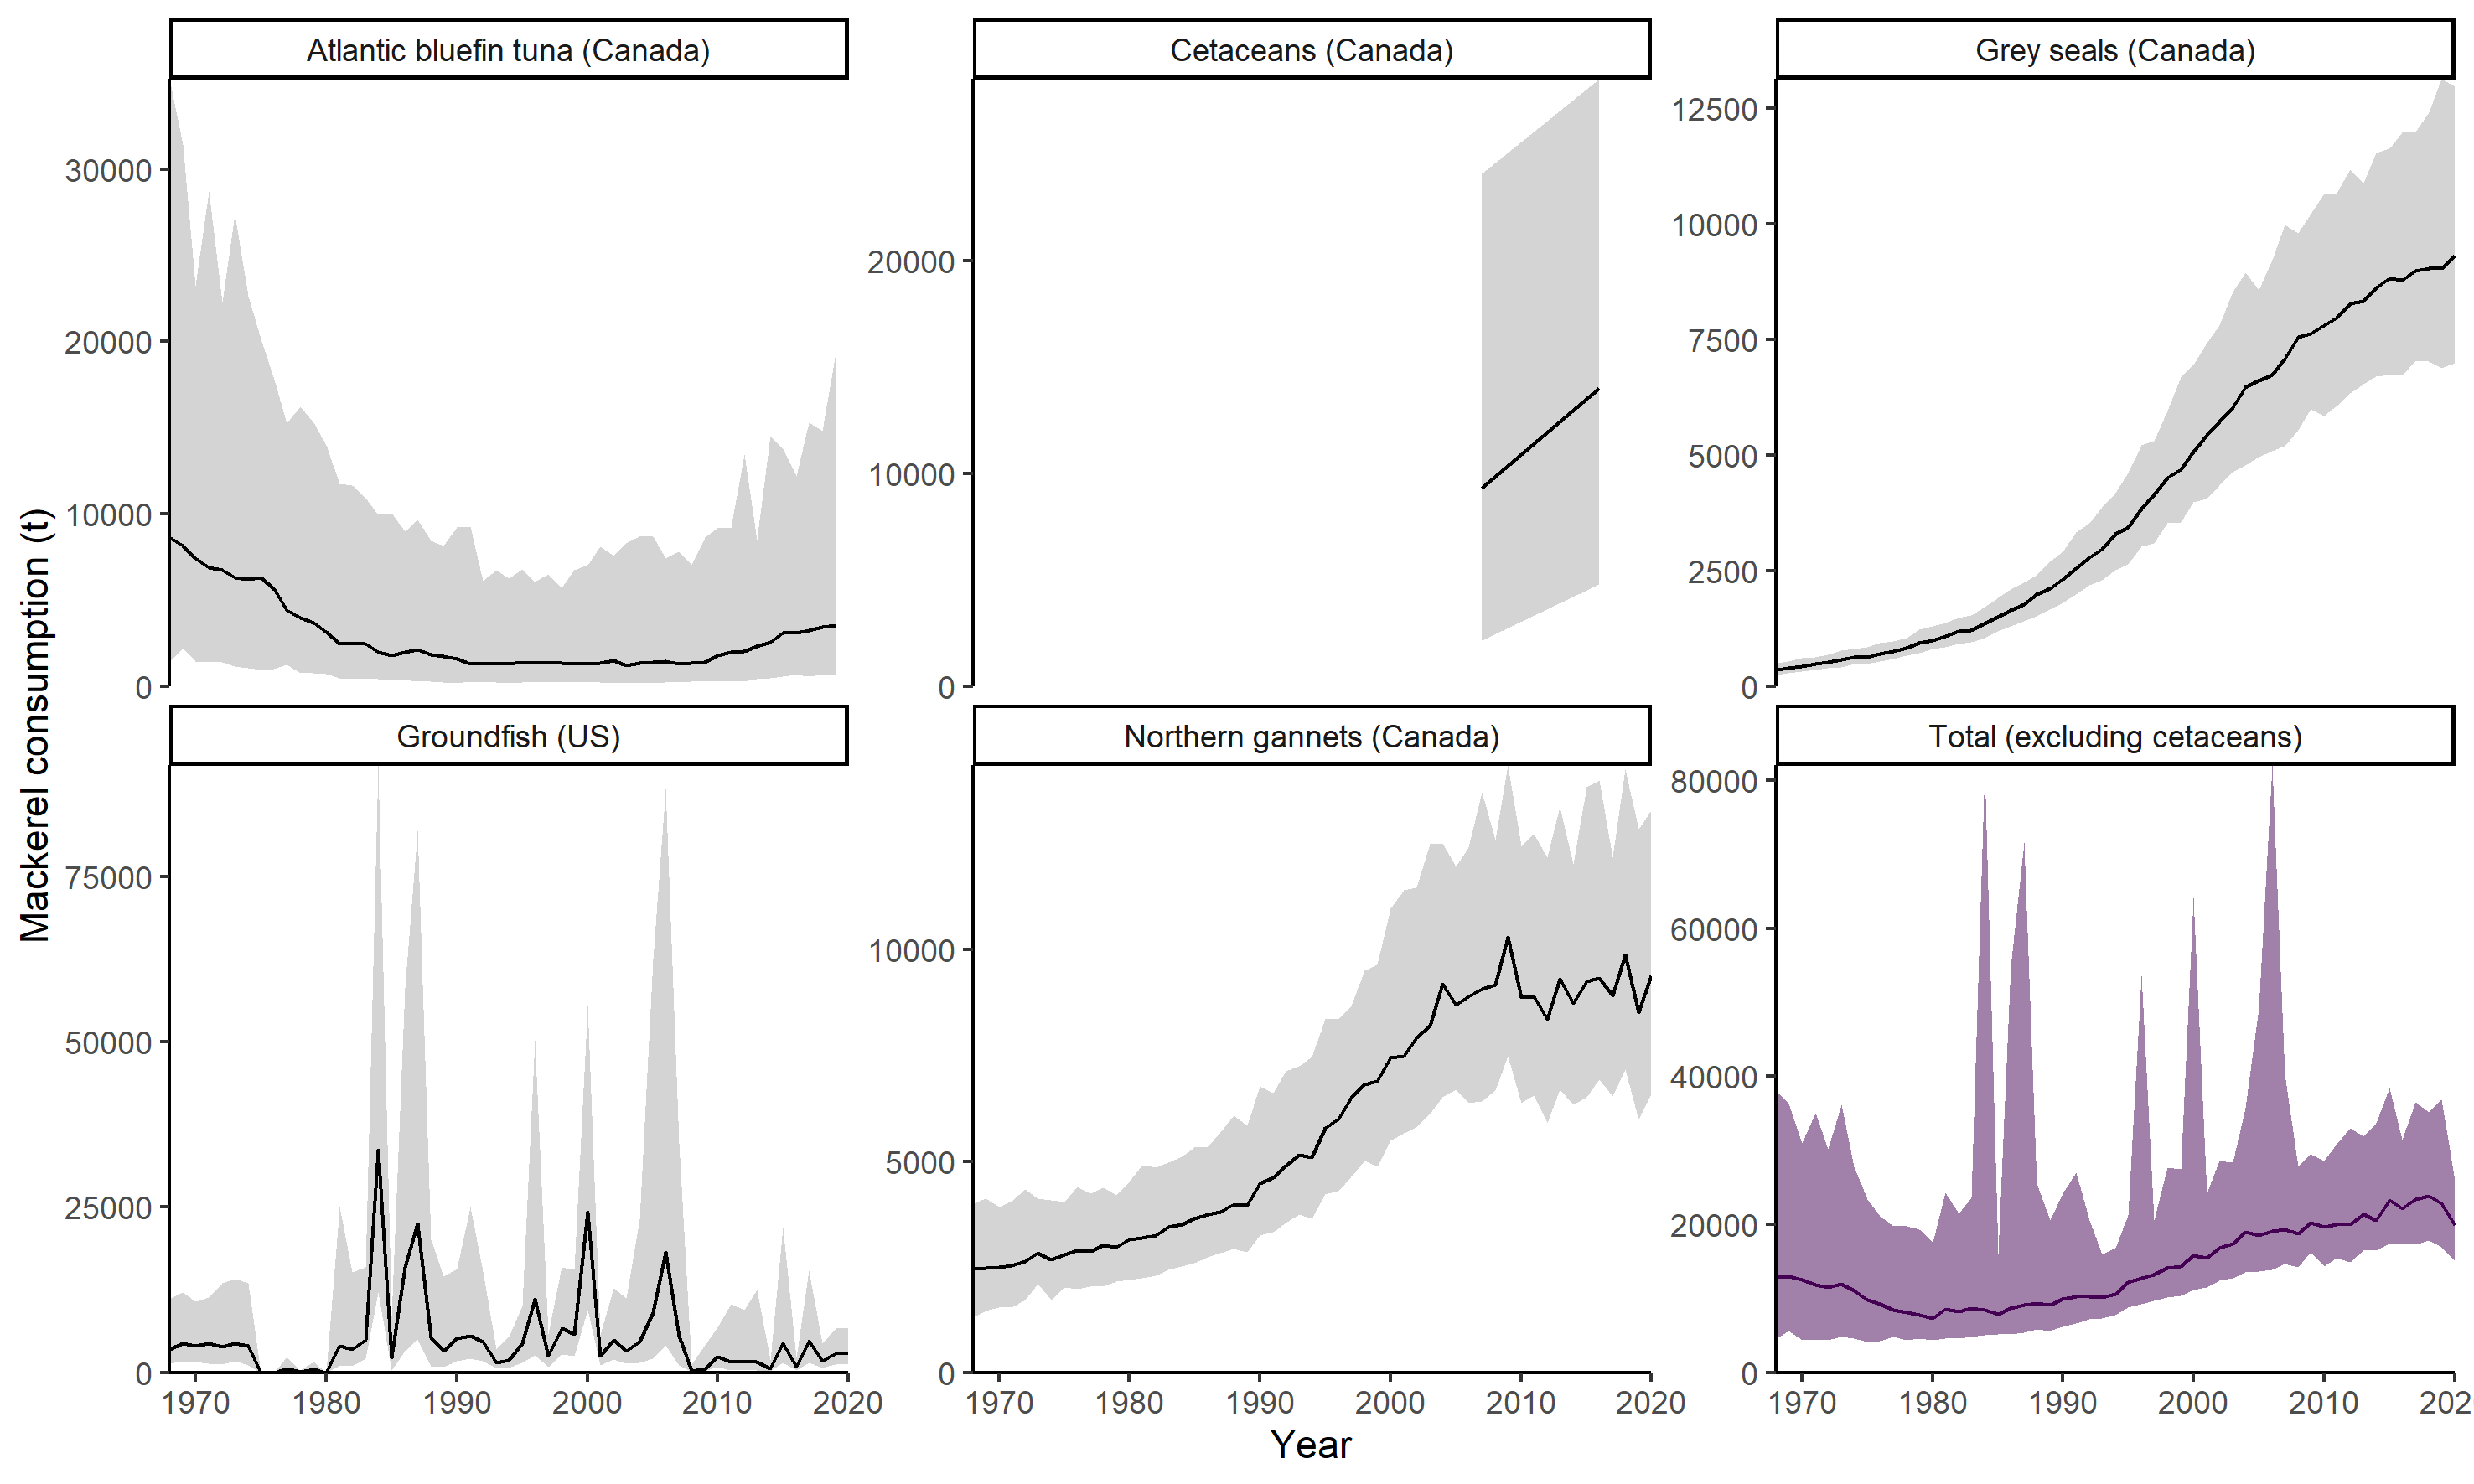 Atlantic bluefin tuna (Canada)
Cetaceans (Canada)
Grey seals (Canada)
30000
20000
10000
0
20000
10000
0
12500
10000
7500
5000
2500
0
Mackerel consumption (t)
Groundfish (US)
Northern gannets (Canada)
Total (excluding cetaceans)
75000
50000
25000
0
10000
5000
0
80000
60000
40000
20000
0
1970 1980 1990 2000 2010 2020
1970 1980 1990 2000 2010 2020
1970 1980 1990 2000 2010 202
Year